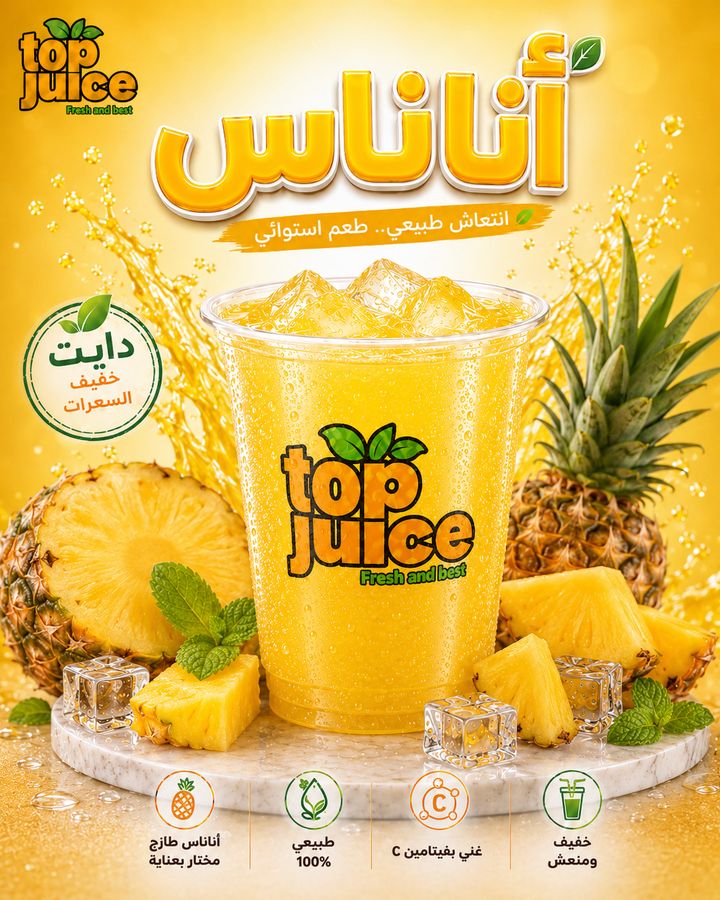 top
juice
Fresh and best
أناناس
انتعاش طبيعي.. طعم استوائي
دايت
خفيف
السعرات
top
juice
Fresh and best
خفيف
ومنعش
غني بفيتامين C
طبيعي
100%
أناناس طازج
مختار بعناية